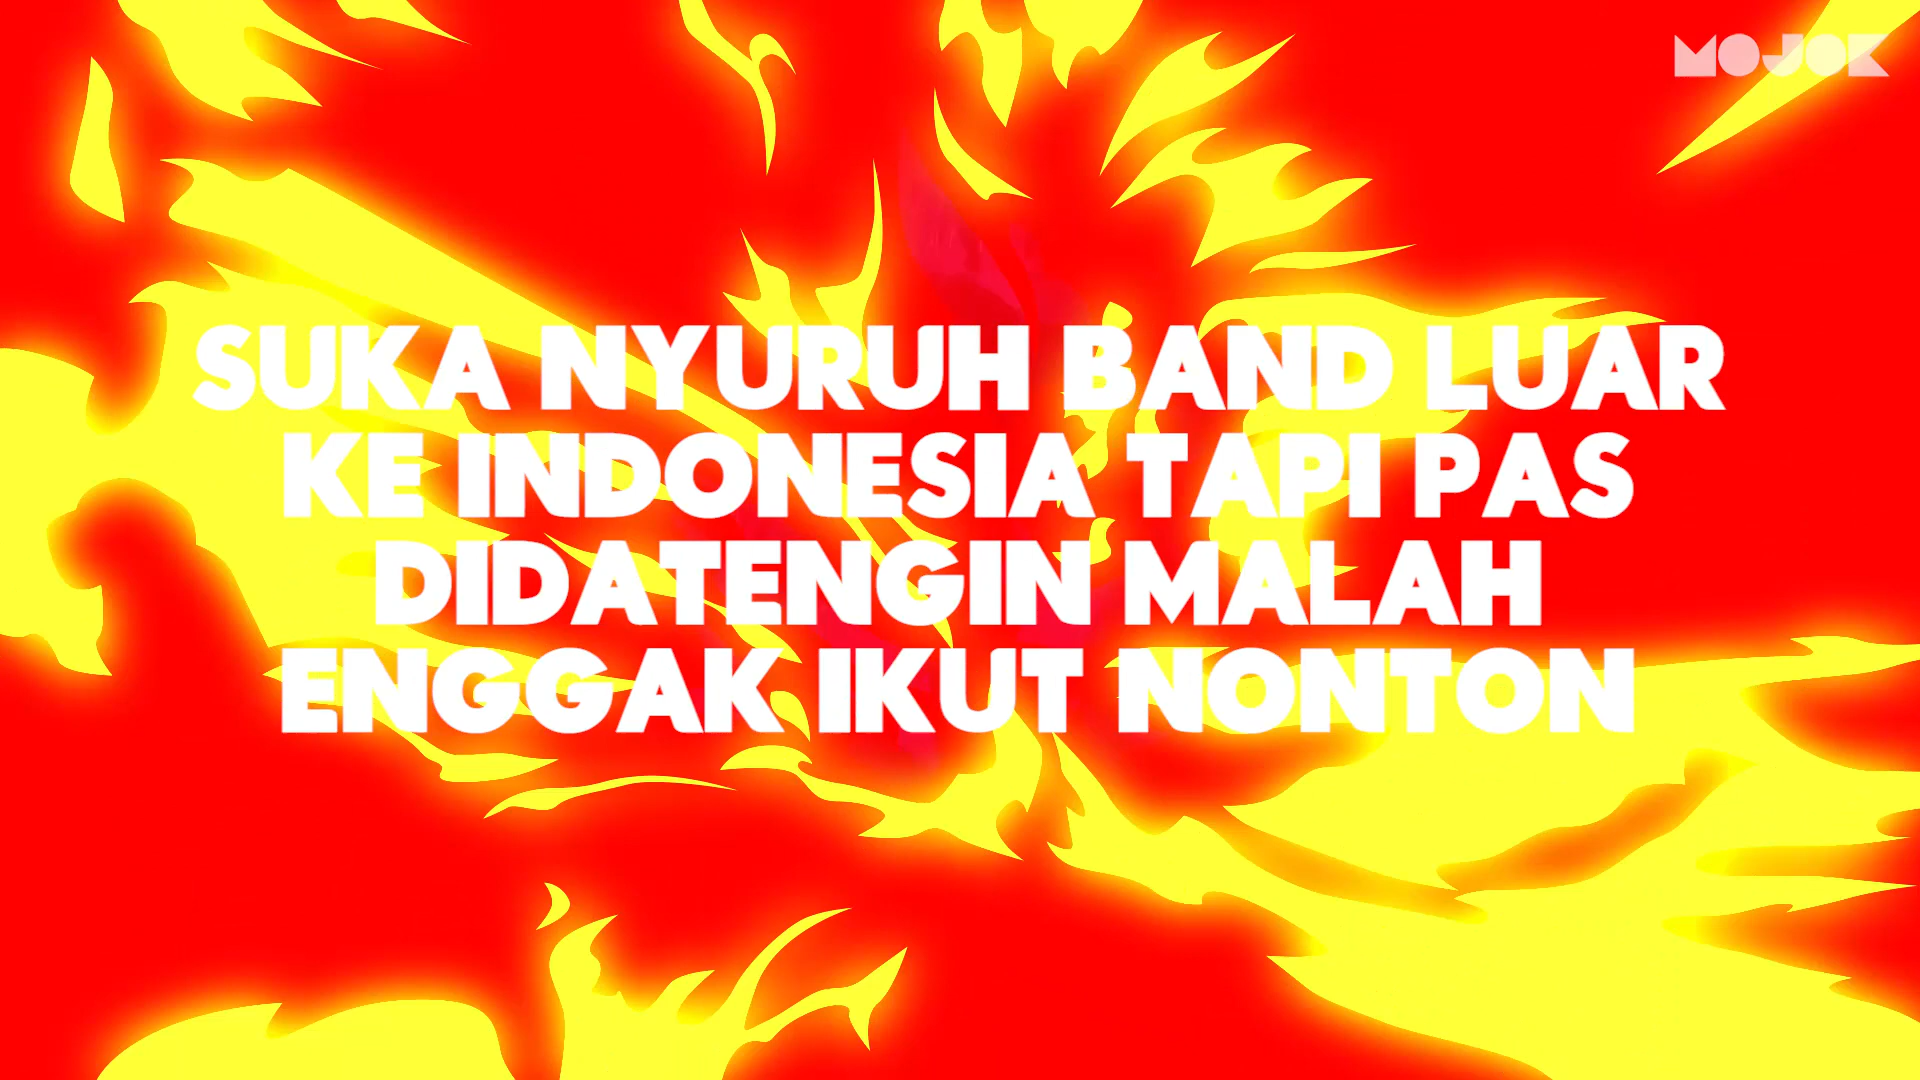 MOJOK
SUKA NYURUH BAND LUAR
KE INDONESIA TAPI PAS
DIDATENGIN MALAH
ENGGAK IKUT NONTON